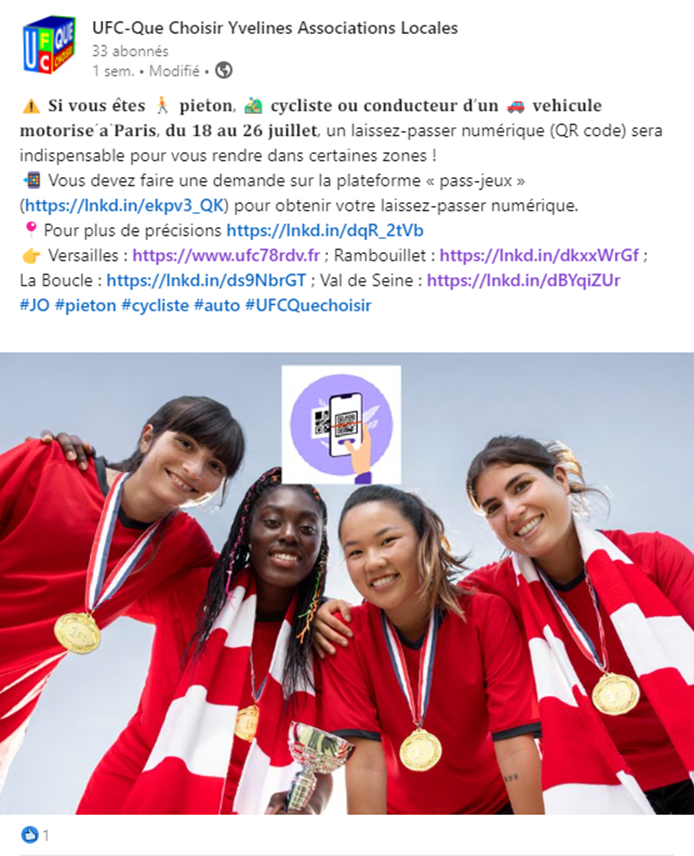 UFC QUE CHOISIR
UFC-Que Choisir Yvelines Associations Locales
33 abonnés
1 sem. • Modifié •
⚠️ Si vous êtes 🚶 pieton, 🚴 cycliste ou conducteur d'un 🚗 vehicule
motorise´a`Paris, du 18 au 26 juillet, un laissez-passer numérique (QR code) sera
indispensable pour vous rendre dans certaines zones !
📲 Vous devez faire une demande sur la plateforme « pass-jeux »
(https://lnkd.in/ekpv3_QK) pour obtenir votre laissez-passer numérique.
📍Pour plus de précisions https://lnkd.in/dqR_2tVb
👉 Versailles : https://www.ufc78rdv.fr ; Rambouillet : https://lnkd.in/dkxxWrGf ;
La Boucle : https://lnkd.in/ds9NbrGT ; Val de Seine : https://lnkd.in/dBYqiZUr
#JO #pieton #cycliste #auto #UFCQuechoisir
1